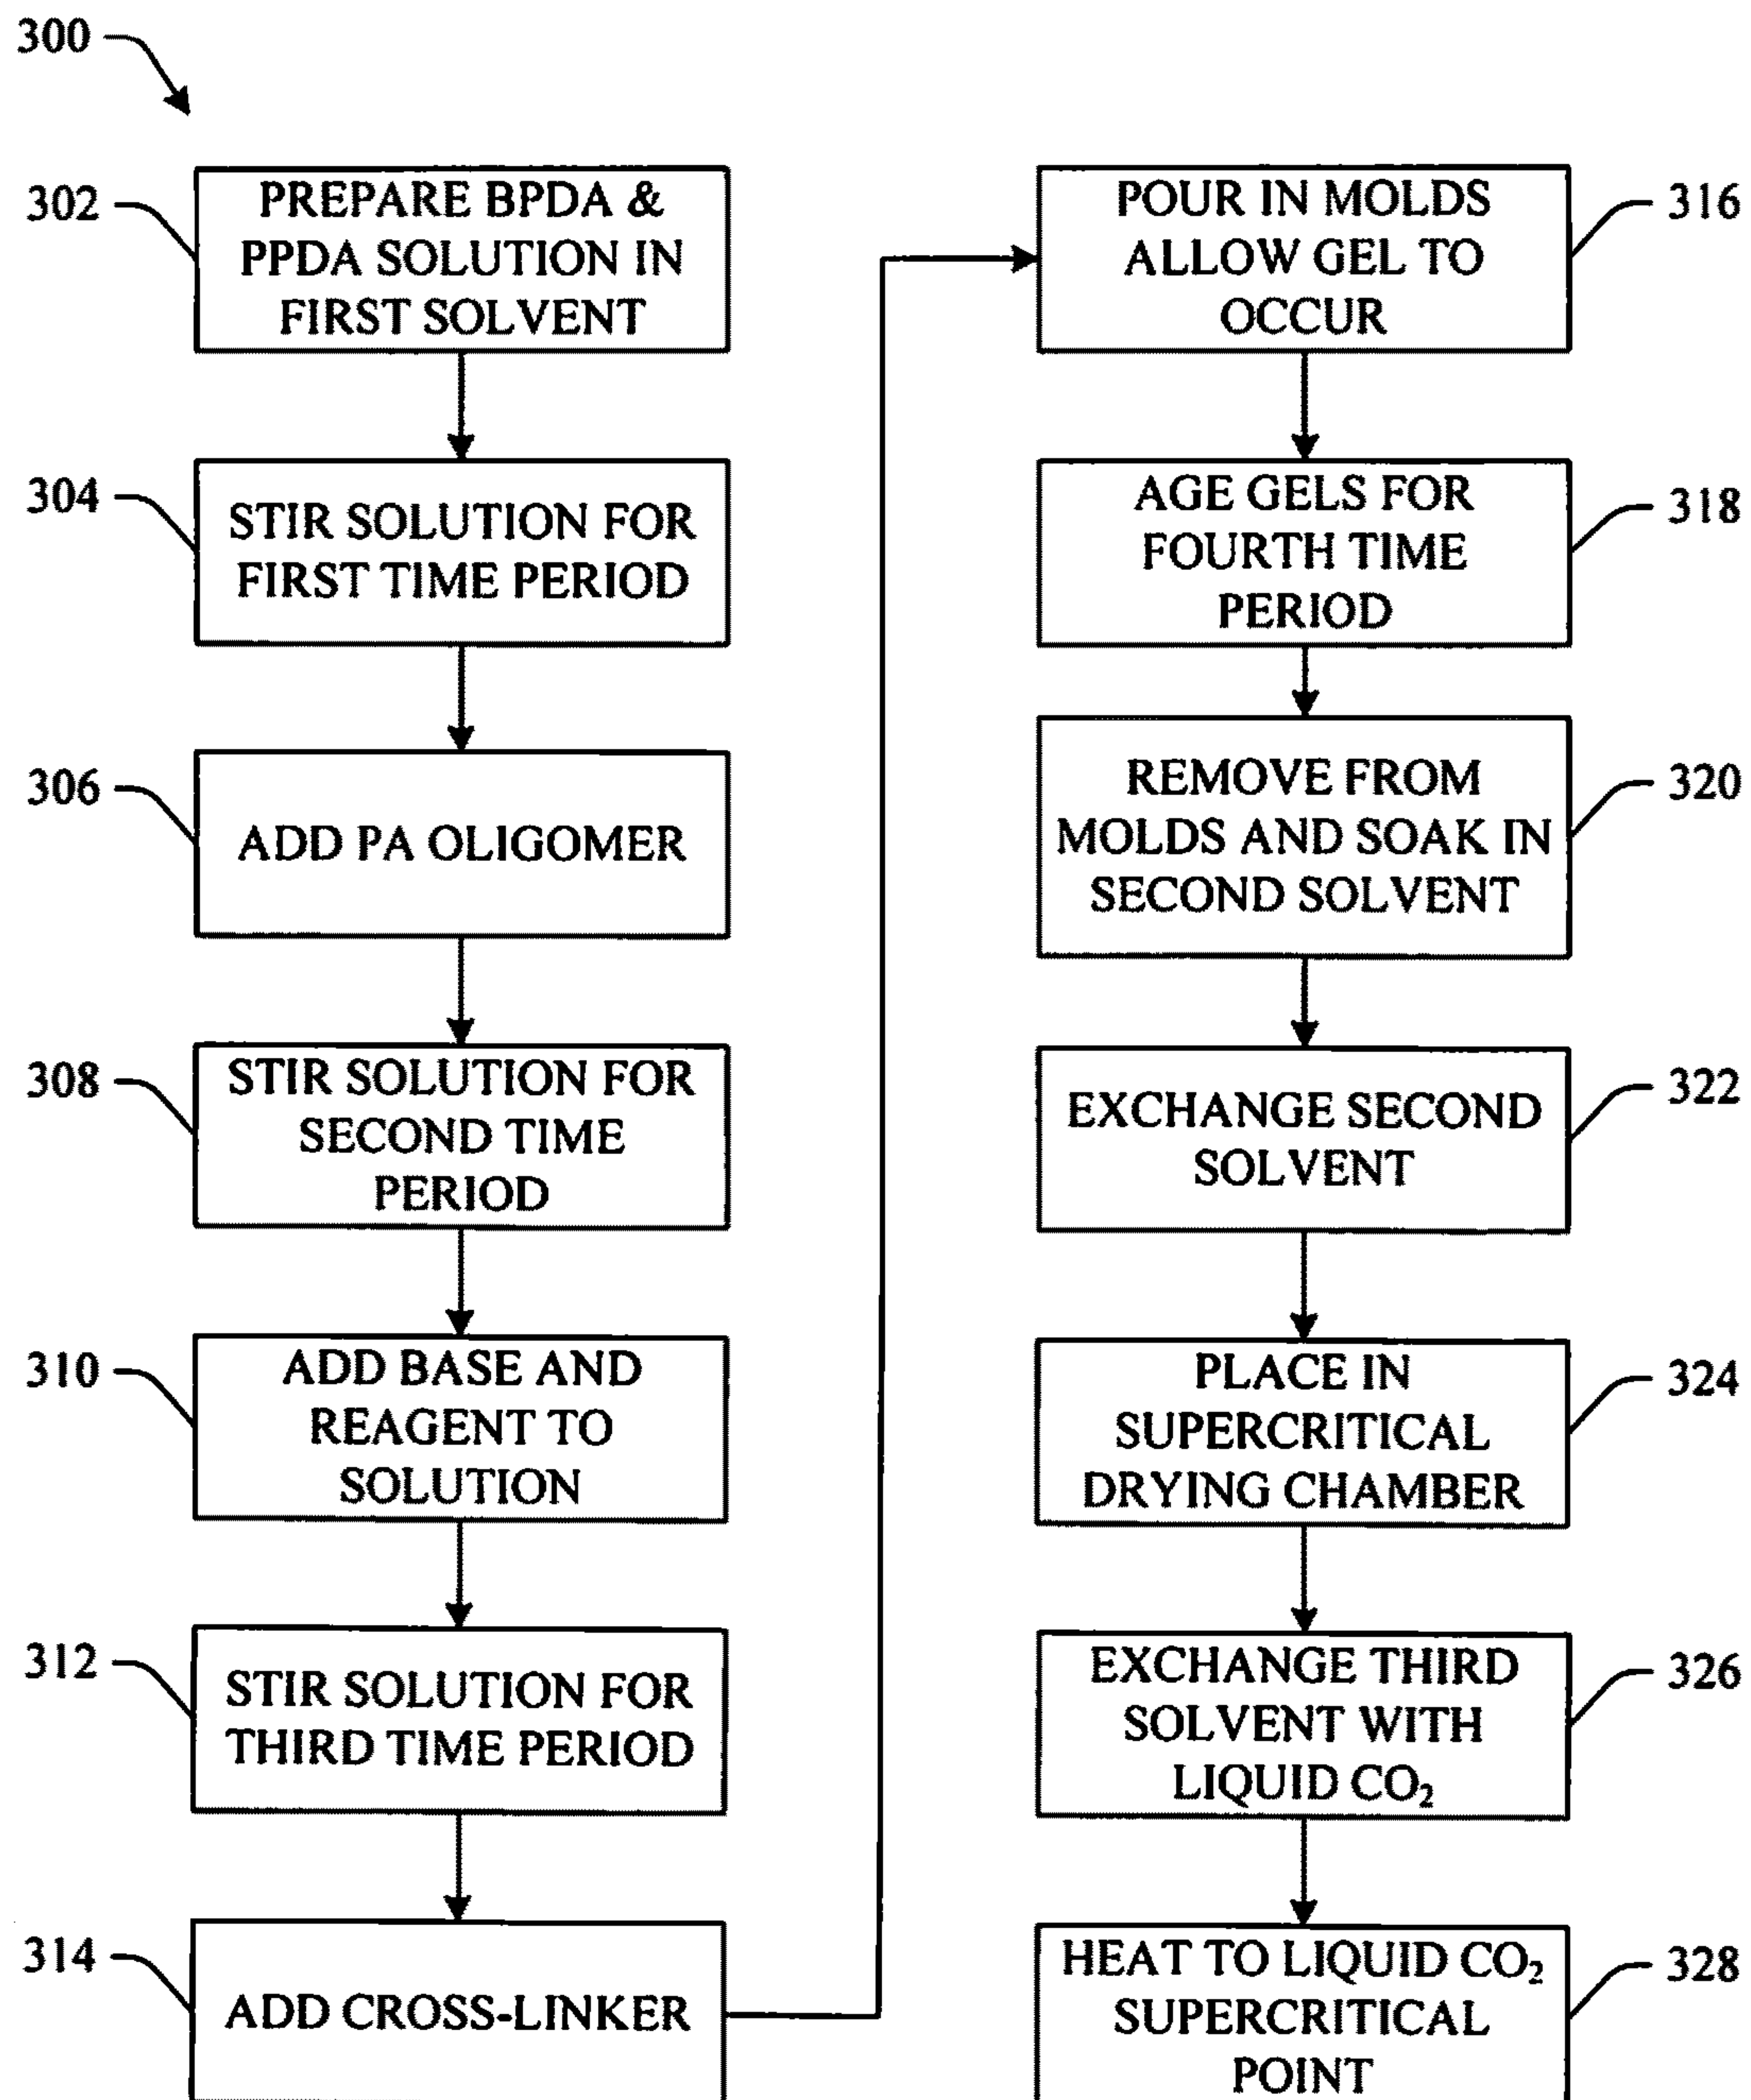 300
302
PREPARE BPDA &
PPDA SOLUTION IN
FIRST SOLVENT
304
STIR SOLUTION FOR
FIRST TIME PERIOD
306
ADD PA OLIGOMER
308
STIR SOLUTION FOR
SECOND TIME
PERIOD
310
ADD BASE AND
REAGENT TO
SOLUTION
312
STIR SOLUTION FOR
THIRD TIME PERIOD
314
ADD CROSS-LINKER
POUR IN MOLDS
ALLOW GEL TO
OCCUR
316
AGE GELS FOR
FOURTH TIME
PERIOD
318
REMOVE FROM
MOLDS AND SOAK IN
SECOND SOLVENT
320
EXCHANGE SECOND
SOLVENT
322
PLACE IN
SUPERCRITICAL
DRYING CHAMBER
324
EXCHANGE THIRD
SOLVENT WITH
LIQUID CO₂
326
HEAT TO LIQUID CO₂
SUPERCRITICAL
POINT
328